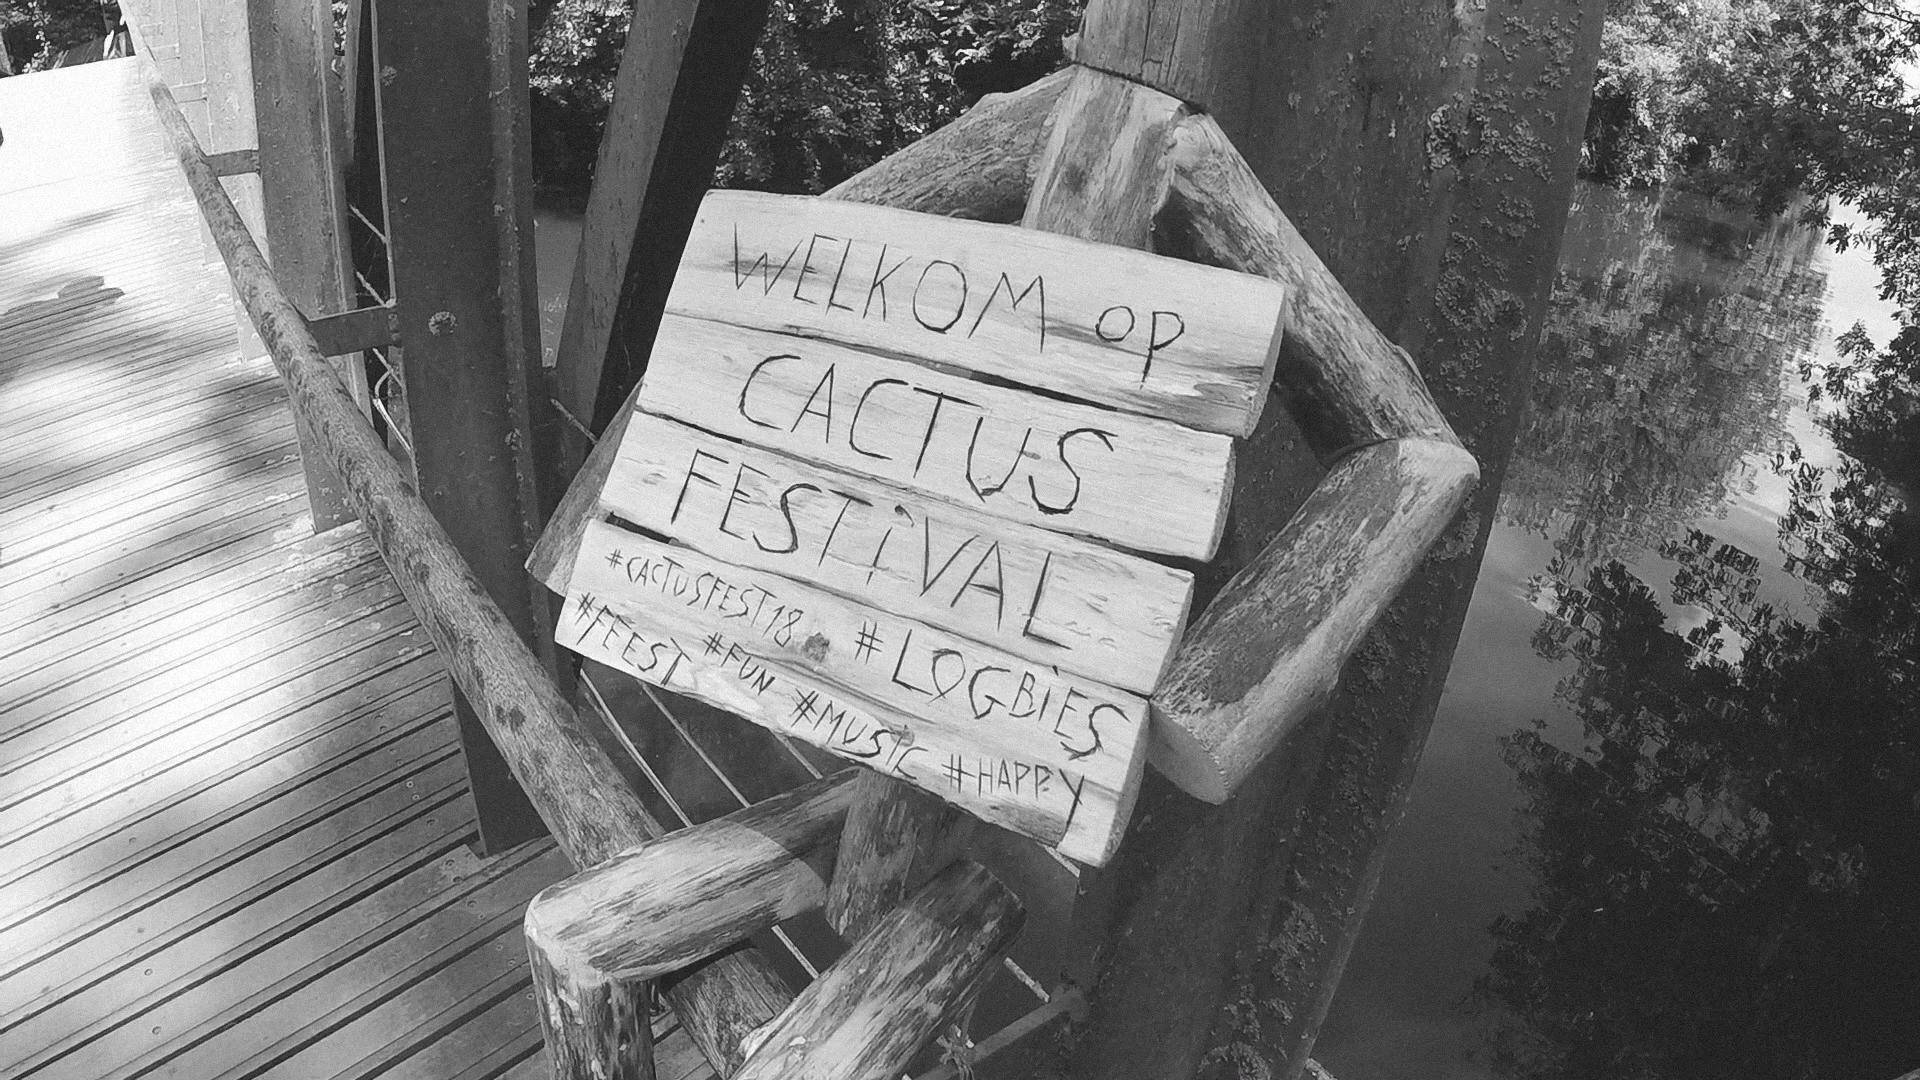 WELKOM OP
CACTUS
FESTiVAL
#CACTUSFEST18 #LOGBiES
#FEEST #FUN #MUSIC #HAPPY